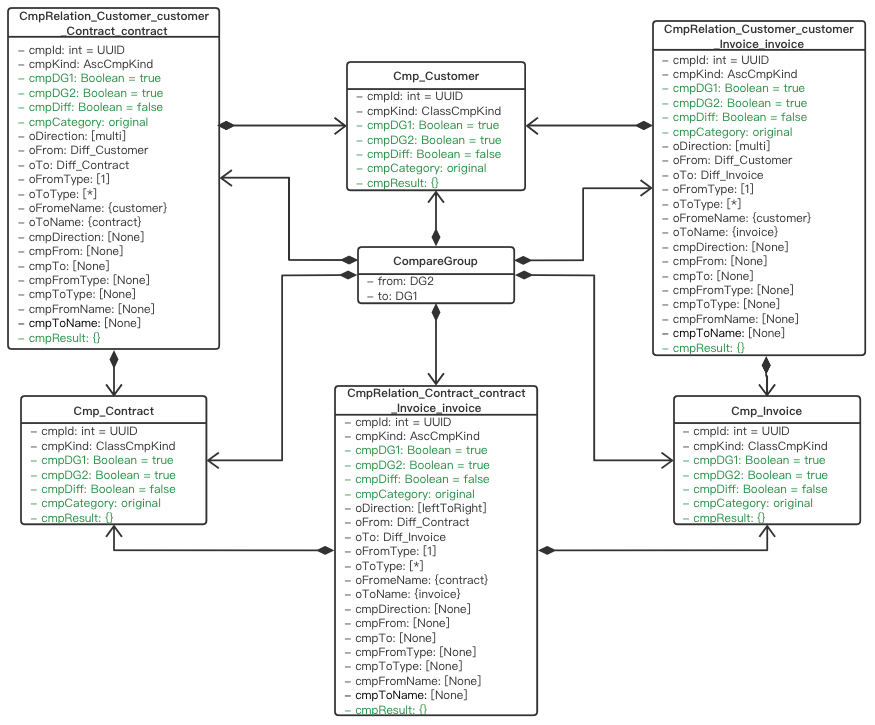 CmpRelation_Customer_customer
_Contract_contract
– cmpId: int = UUID
– cmpKind: AscCmpKind
– cmpDG1: Boolean = true
– cmpDG2: Boolean = true
– cmpDiff: Boolean = false
– cmpCategory: original
– oDirection: [multi]
– oFrom: Diff_Customer
– oTo: Diff_Contract
– oFromType: [1]
– oToType: [*]
– oFromeName: {customer}
– oToName: {contract}
– cmpDirection: [None]
– cmpFrom: [None]
– cmpTo: [None]
– cmpFromType: [None]
– cmpToType: [None]
– cmpFromName: [None]
– cmpToName: [None]
– cmpResult: {}
Cmp_Customer
– cmpId: int = UUID
– cmpKind: ClassCmpKind
– cmpDG1: Boolean = true
– cmpDG2: Boolean = true
– cmpDiff: Boolean = false
– cmpCategory: original
– cmpResult: {}
CmpRelation_Customer_customer
_Invoice_invoice
– cmpId: int = UUID
– cmpKind: AscCmpKind
– cmpDG1: Boolean = true
– cmpDG2: Boolean = true
– cmpDiff: Boolean = true
– cmpCategory: original
– oDirection: [multi]
– oFrom: Diff_Customer
– oTo: Diff_Invoice
– oFromType: [1]
– oToType: [*]
– oFromeName: {customer}
– oToName: {invoice}
– cmpDirection: [None]
– cmpFrom: [None]
– cmpTo: [None]
– cmpFromType: [None]
– cmpToType: [None]
– cmpFromName: [None]
– cmpToName: [None]
– cmpResult: {}
CompareGroup
– from: DG2
– to: DG1
Cmp_Contract
– cmpId: int = UUID
– cmpKind: ClassCmpKind
– cmpDG1: Boolean = true
– cmpDG2: Boolean = true
– cmpDiff: Boolean = false
– cmpCategory: original
– cmpResult: {}
CmpRelation_Contract_contract
_Invoice_invoice
– cmpId: int = UUID
– cmpKind: AscCmpKind
– cmpDG1: Boolean = true
– cmpDG2: Boolean = true
– cmpDiff: Boolean = false
– cmpCategory: original
– oDirection: [leftToRight]
– oFrom: Diff_Contract
– oTo: Diff_Invoice
– oFromType: [1]
– oToType: [*]
– oFromeName: {contract}
– oToName: {invoice}
– cmpDirection: [None]
– cmpFrom: [None]
– cmpTo: [None]
– cmpFromType: [None]
– cmpToType: [None]
– cmpFromName: [None]
– cmpToName: [None]
– cmpResult: {}
Cmp_Invoice
– cmpId: int = UUID
– cmpKind: ClassCmpKind
– cmpDG1: Boolean = true
– cmpDG2: Boolean = true
– cmpDiff: Boolean = false
– cmpCategory: original
– cmpResult: {}